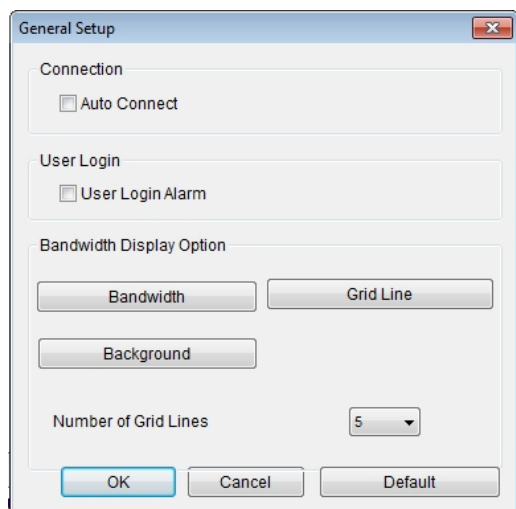 General Setup
Connection
Auto Connect
User Login
User Login Alarm
Bandwidth Display Option
Bandwidth
Grid Line
Background
Number of Grid Lines
5
OK
Cancel
Default